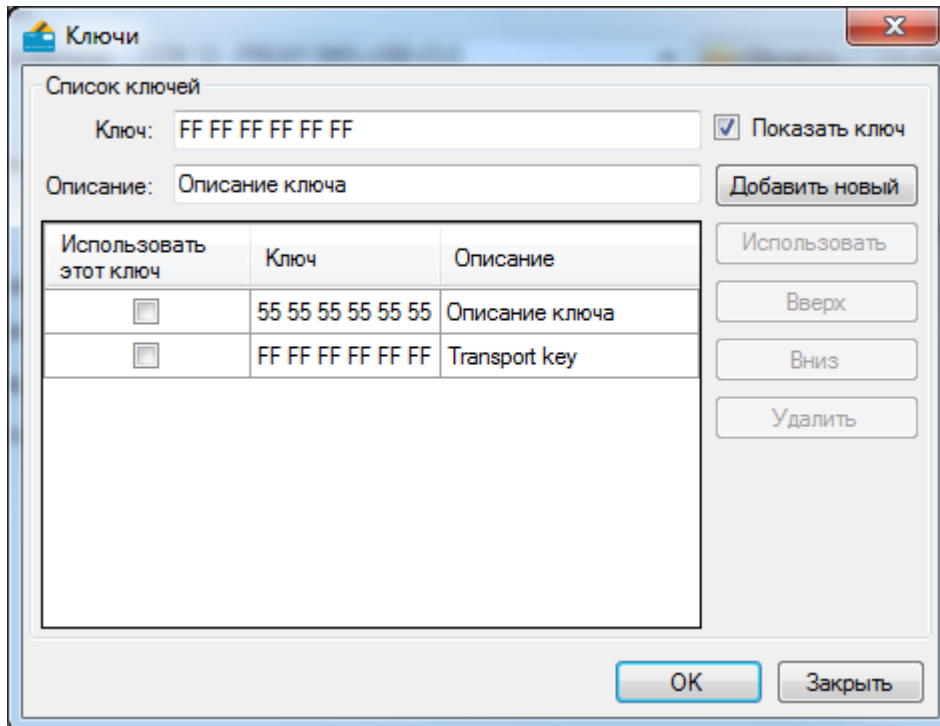 Ключи
Список ключей
Ключ: FF FF FF FF FF FF Показать ключ
Описание: Описание ключа Добавить новый
Использовать этот ключ Ключ Описание
55 55 55 55 55 55 Описание ключа
FF FF FF FF FF FF Transport key
Использовать
Вверх
Вниз
Удалить
OK Закрыть